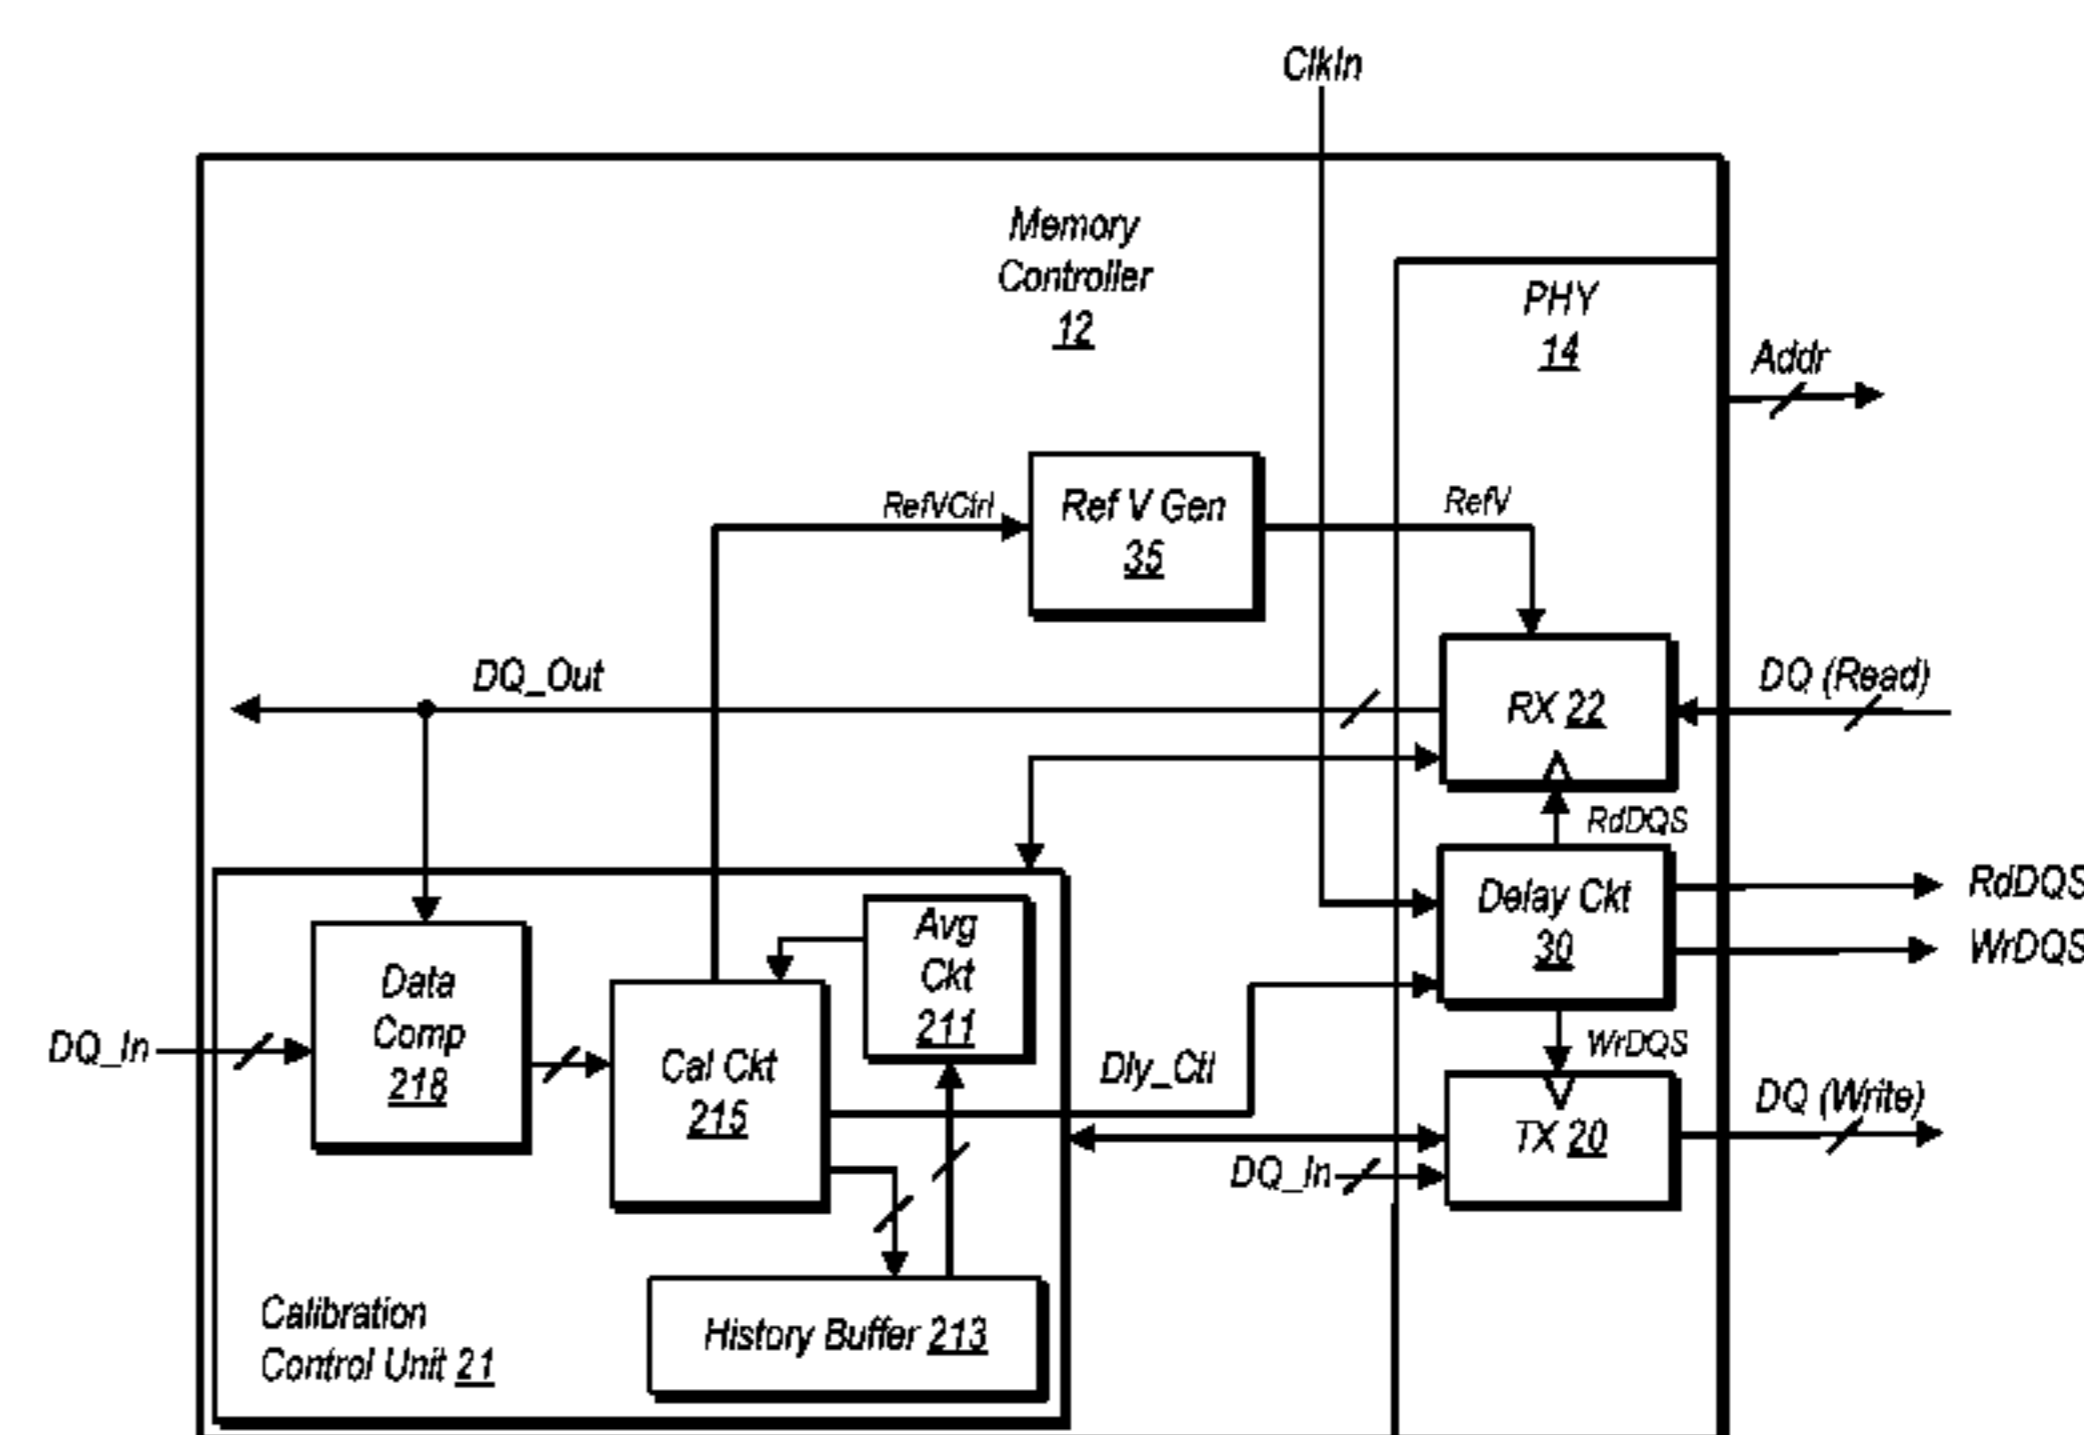 ClkIn
Memory
Controller
12
PHY
14
Addr
RefVCtrl
Ref V Gen
35
RefV
DQ_Out
RX 22
DQ (Read)
RdDQS
Delay Ckt
30
RdDQS
WrDQS
WrDQS
Avg
Ckt
211
Data
Comp
218
DQ_In
Cal Ckt
215
Dly_Ctl
DQ_In
TX 20
DQ (Write)
History Buffer 213
Calibration
Control Unit 21